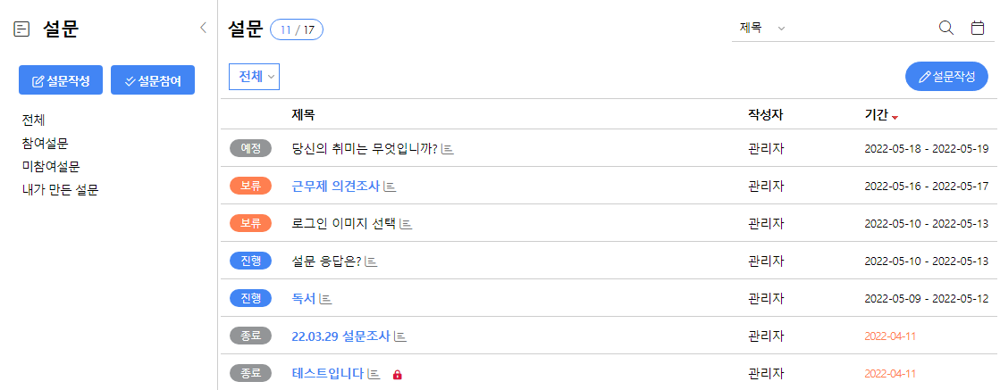 설문
설문작성 설문참여
전체
참여설문
미참여설문
내가 만든 설문
설문 11 / 17 제목
전체 설문작성
제목 작성자 기간
예정 당신의 취미는 무엇입니까? 관리자 2022-05-18 - 2022-05-19
보류 근무제 의견조사 관리자 2022-05-16 - 2022-05-17
보류 로그인 이미지 선택 관리자 2022-05-10 - 2022-05-13
진행 설문 응답은? 관리자 2022-05-10 - 2022-05-13
진행 독서 관리자 2022-05-09 - 2022-05-12
종료 22.03.29 설문조사 관리자 2022-04-11
종료 테스트입니다 관리자 2022-04-11